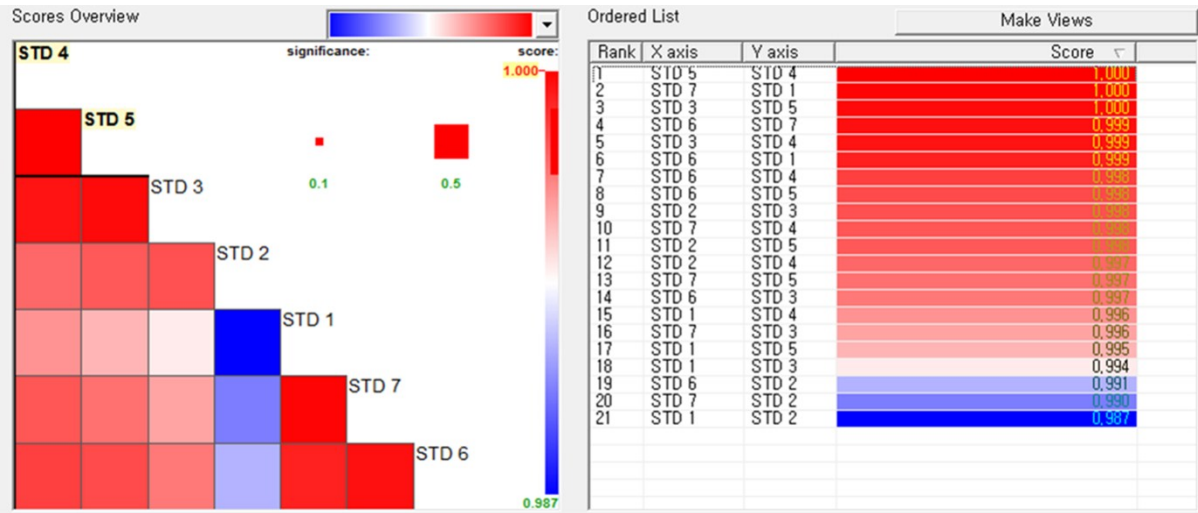 Scores Overview
STD 4
significance:
score:
1.000
STD 5
0.1
0.5
STD 3
STD 2
STD 1
STD 7
STD 6
0.987
Ordered List
Make Views
Rank X axis Y axis Score
1 STD 5 STD 4 1,000
2 STD 7 STD 1 1,000
3 STD 3 STD 5 1,000
4 STD 6 STD 7 0,999
5 STD 3 STD 4 0,999
6 STD 6 STD 1 0,999
7 STD 6 STD 4 0,998
8 STD 6 STD 5 0,998
9 STD 2 STD 3 0,998
10 STD 7 STD 4 0,998
11 STD 2 STD 5 0,998
12 STD 2 STD 4 0,997
13 STD 7 STD 5 0,997
14 STD 6 STD 3 0,997
15 STD 1 STD 4 0,996
16 STD 7 STD 3 0,996
17 STD 1 STD 5 0,995
18 STD 1 STD 3 0,994
19 STD 6 STD 2 0,991
20 STD 7 STD 2 0,990
21 STD 1 STD 2 0,987